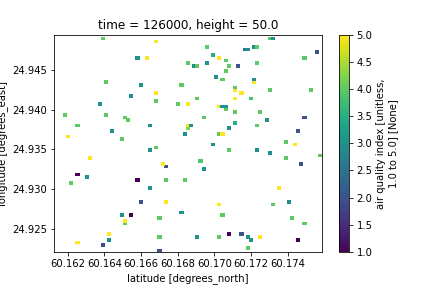 time = 126000, height = 50.0
24.945
24.940
24.935
24.930
24.925
longitude [degrees_east]
60.162 60.164 60.166 60.168 60.170 60.172 60.174
latitude [degrees_north]
5.0
4.5
4.0
3.5
3.0
2.5
2.0
1.5
1.0
air quality index [unitless,
1.0 to 5.0] [None]